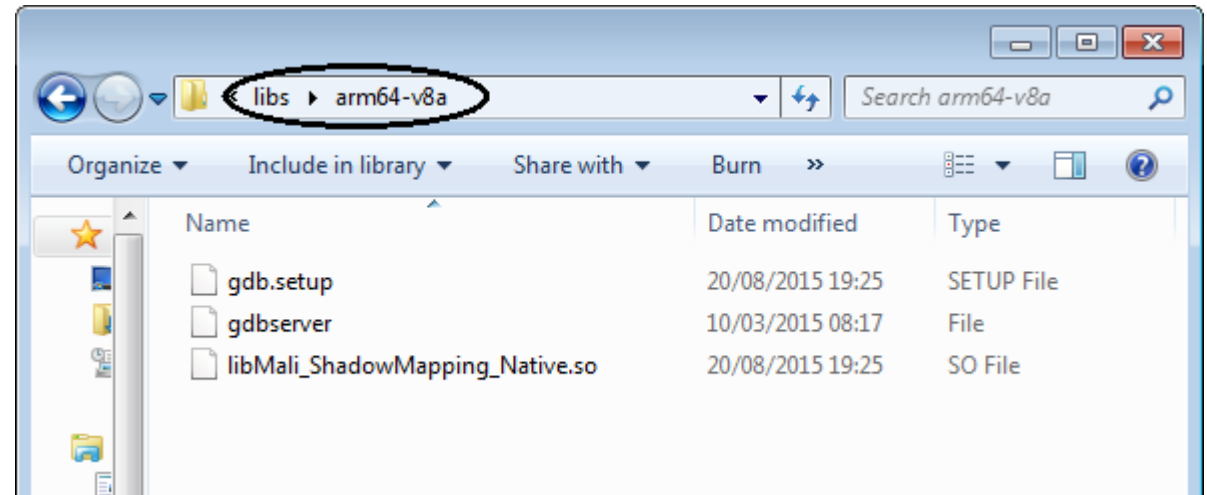 « libs ▸ arm64-v8a Search arm64-v8a
Organize Include in library Share with Burn »
Name Date modified Type
gdb.setup 20/08/2015 19:25 SETUP File
gdbserver 10/03/2015 08:17 File
libMali_ShadowMapping_Native.so 20/08/2015 19:25 SO File